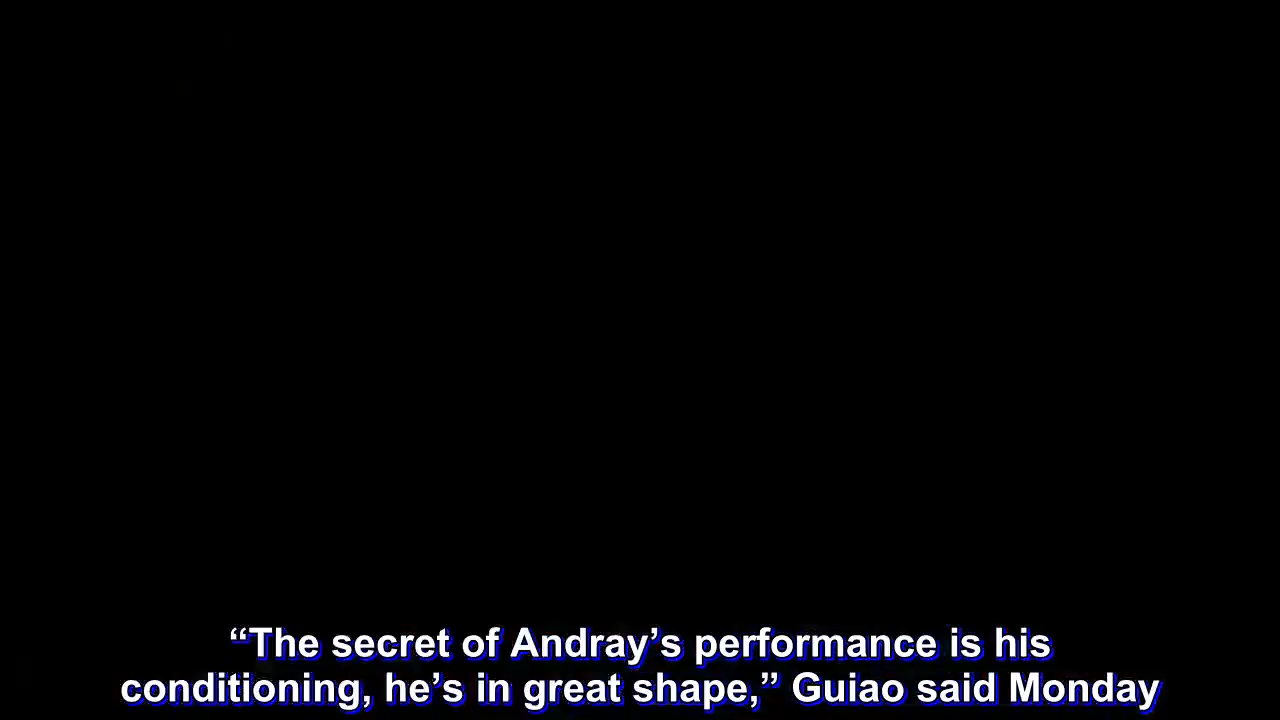 “The secret of Andray’s performance is his
conditioning, he’s in great shape,” Guiao said Monday